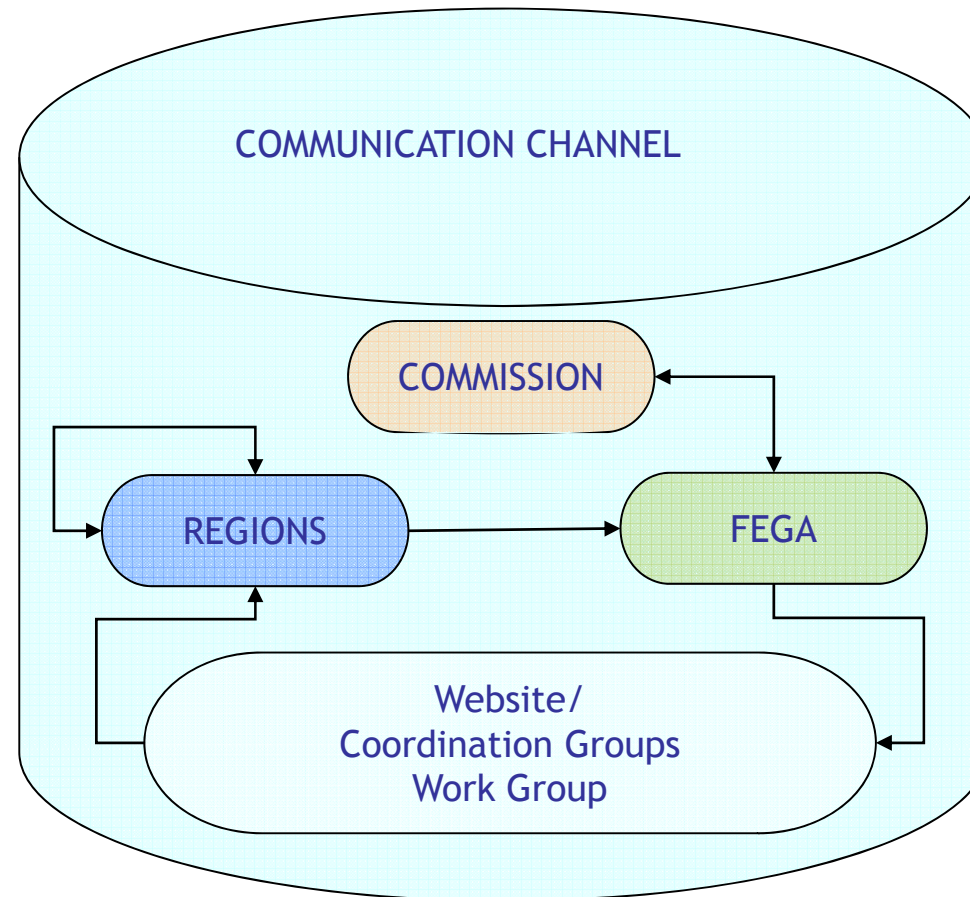 COMMUNICATION CHANNEL
COMMISSION
REGIONS
FEGA
Website/
Coordination Groups
Work Group